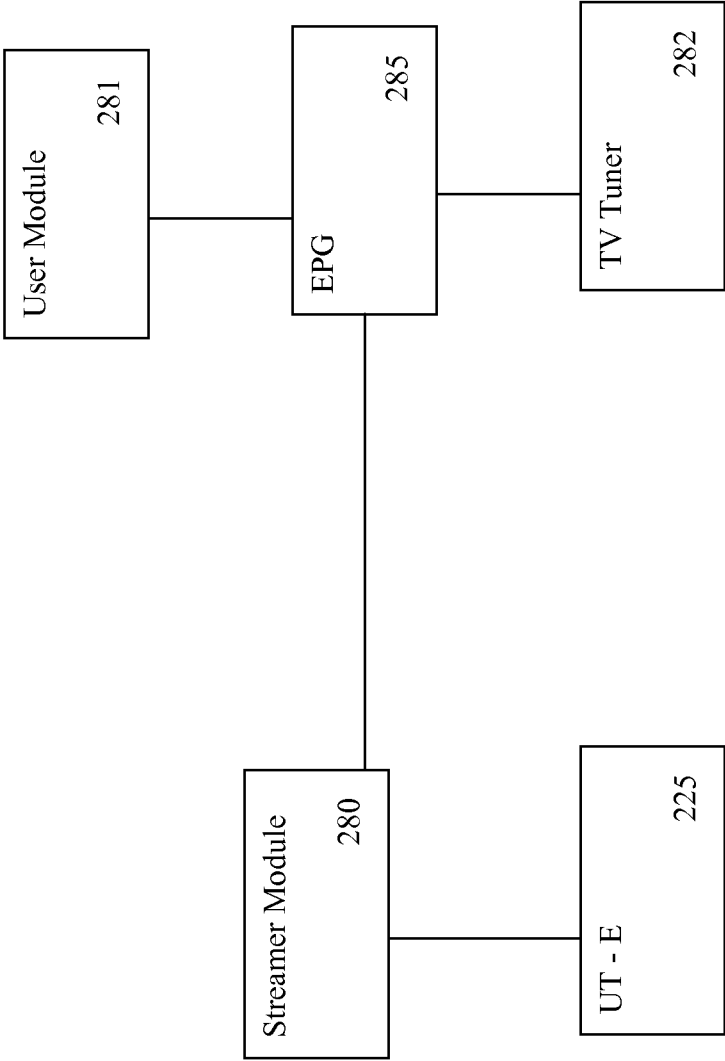 User Module
281
EPG
285
TV Tuner
282
Streamer Module
280
UT - E
225